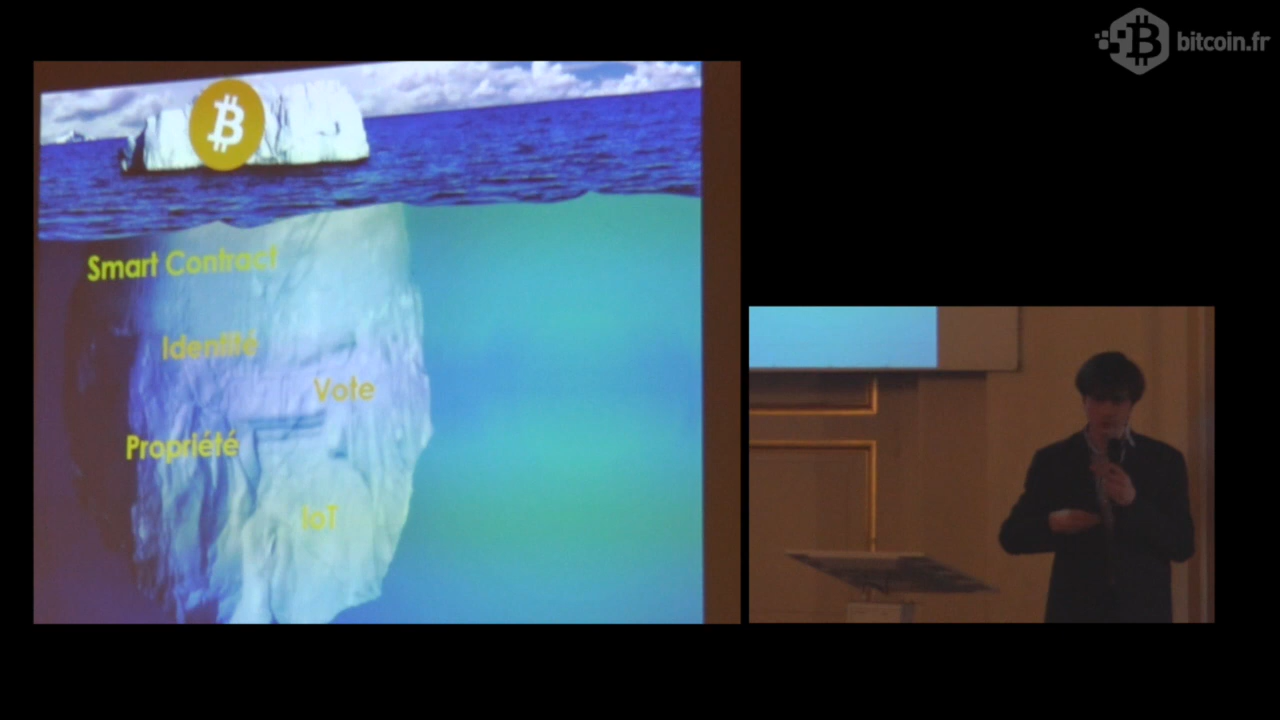 bitcoin.fr
Smart Contract
Identité
Vote
Propriété
IoT